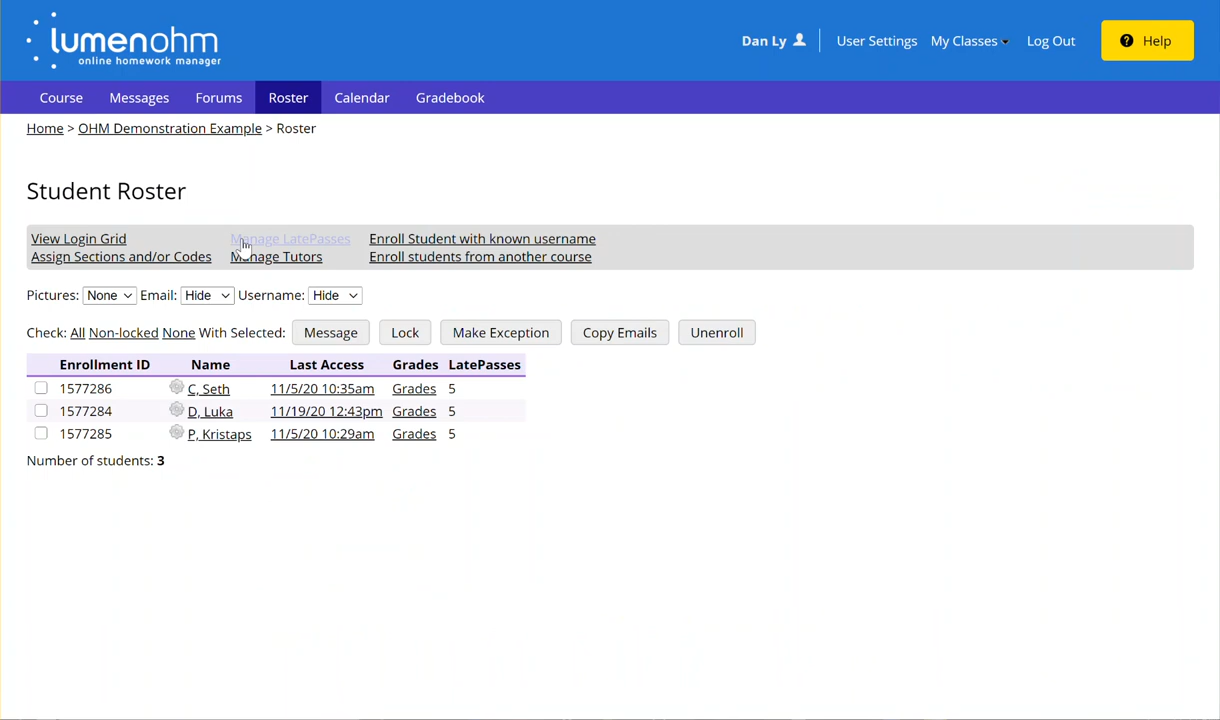 lumenohm
online homework manager
Dan Ly User Settings My Classes Log Out Help
Course Messages Forums Roster Calendar Gradebook
Home > OHM Demonstration Example > Roster
Student Roster
View Login Grid Manage LatePasses Enroll Student with known username
Assign Sections and/or Codes Manage Tutors Enroll students from another course
Pictures: None Email: Hide Username: Hide
Check: All Non-locked None With Selected: Message Lock Make Exception Copy Emails Unenroll
Enrollment ID Name Last Access Grades LatePasses
1577286 C, Seth 11/5/20 10:35am Grades 5
1577284 D, Luka 11/19/20 12:43pm Grades 5
1577285 P, Kristaps 11/5/20 10:29am Grades 5
Number of students: 3